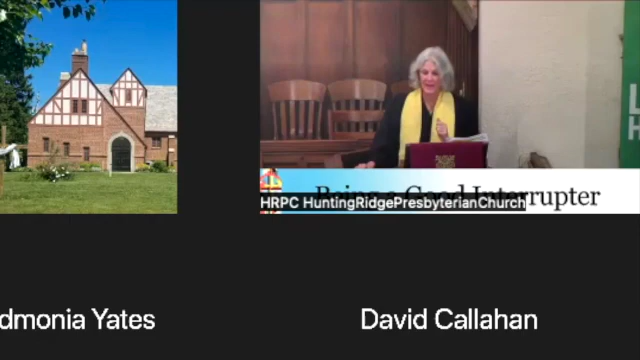 Being a Good Interrupter
HRPC HuntingRidgePresbyterianChurch
dmonia Yates
David Callahan